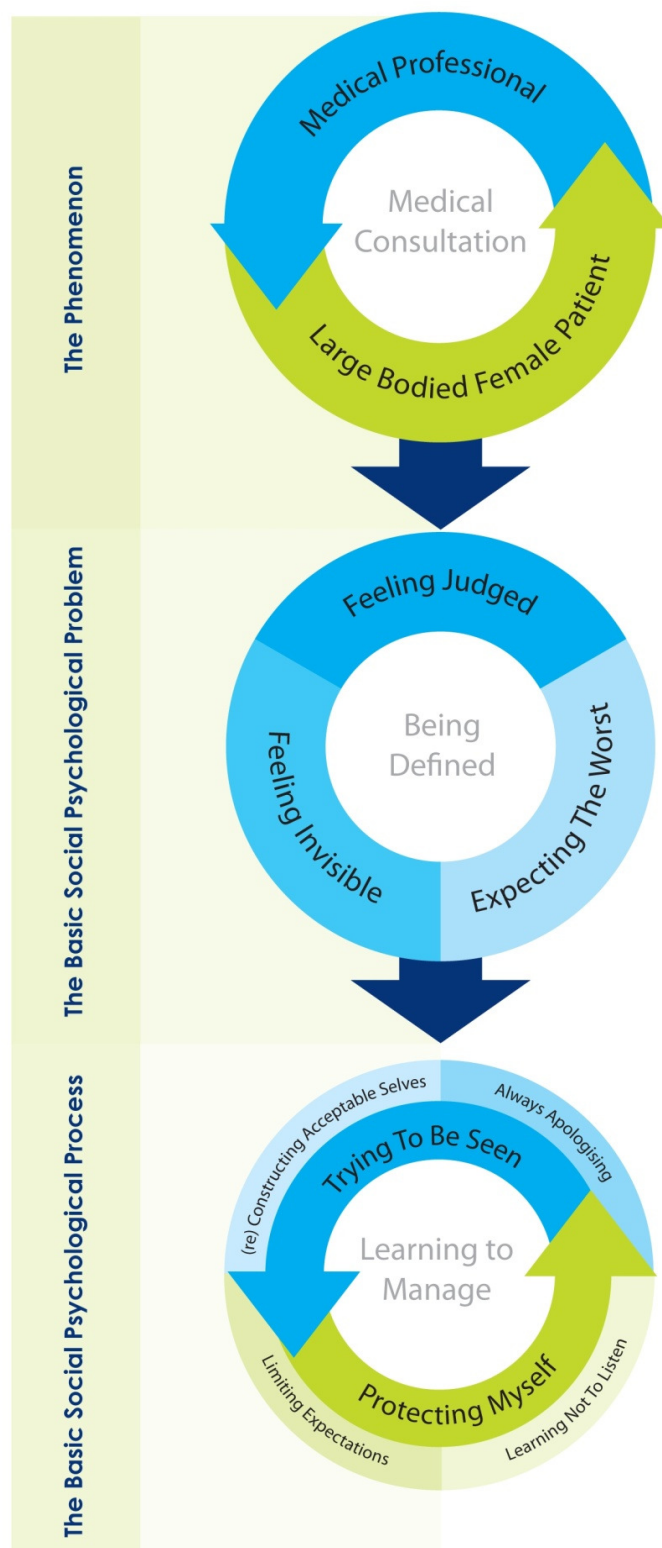 The Phenomenon
Medical Professional
Medical
Consultation
Large Bodied Female Patient
The Basic Social Psychological Problem
Feeling Judged
Being
Defined
Feeling Invisible
Expecting The Worst
The Basic Social Psychological Process
(re) Constructing Acceptable Selves
Always Apologising
Trying To Be Seen
Learning to
Manage
Protecting Myself
Limiting Expectations
Learning Not To Listen